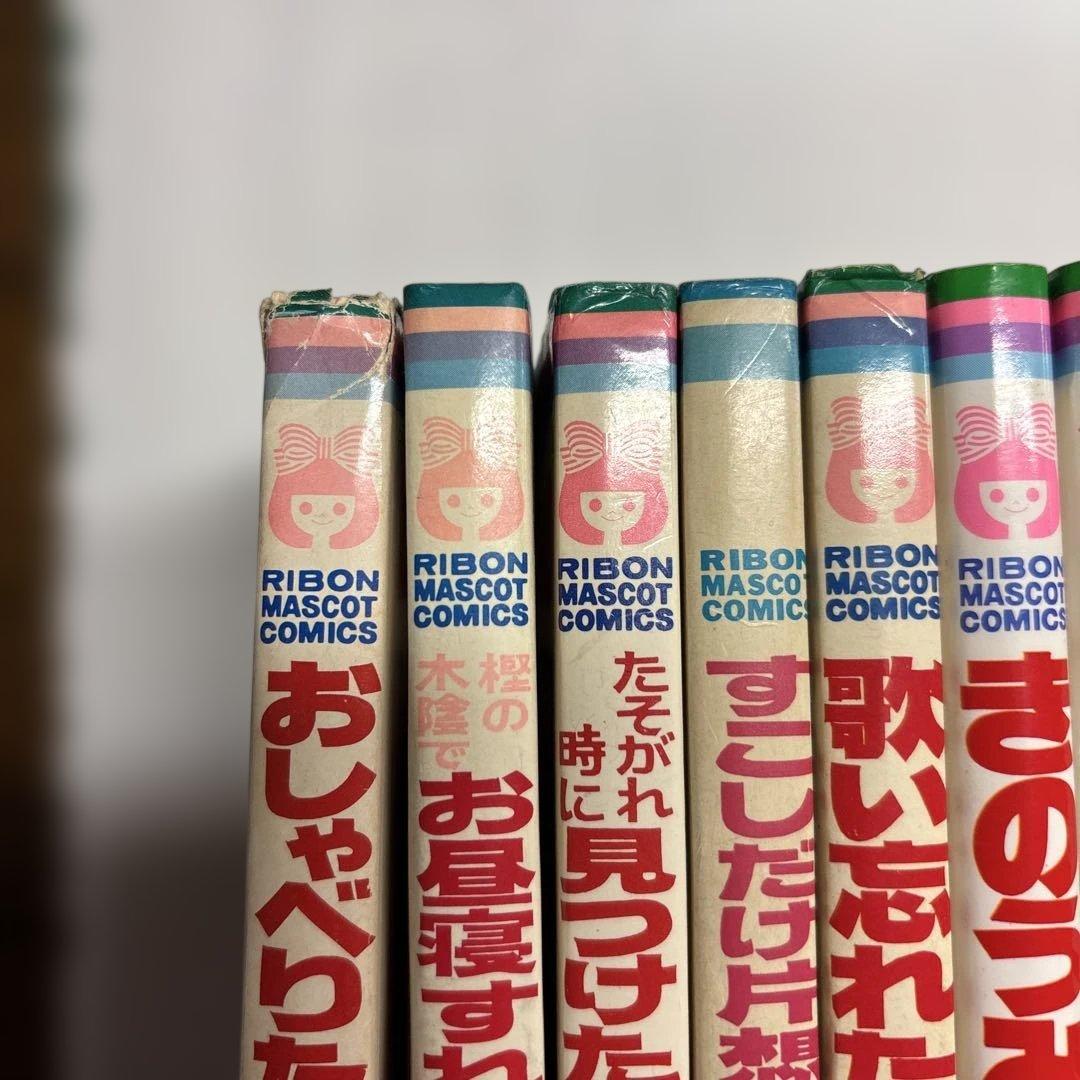 RIBON
MASCOT
COMICS
おしゃべりた
RIBON
MASCOT
COMICS
樫の
木陰で
お昼寝すれ
RIBON
MASCOT
COMICS
たそがれ
時に
見つけた
RIBON
MASCOT
COMICS
すこしだけ片想
RIBON
MASCOT
COMICS
歌い忘れた
RIBON
MASCOT
COMICS
きのうみ